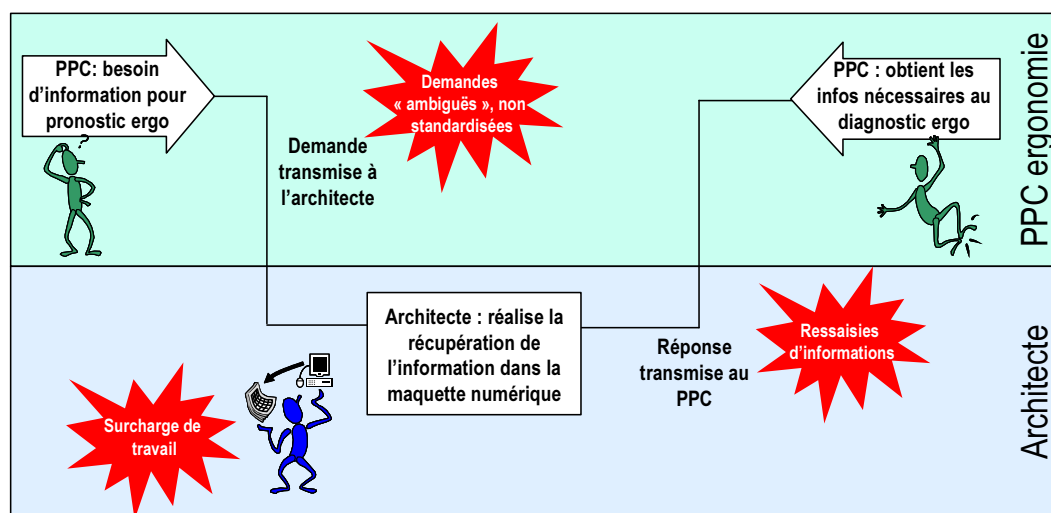 PPC: besoin
d’information pour
pronostic ergo
?
Demande
transmise à
l’architecte
Demandes
« ambiguës », non
standardisées
PPC : obtient les
infos nécessaires au
diagnostic ergo
PPC ergonomie
Surcharge de
travail
Architecte : réalise la
récupération de
l’information dans la
maquette numérique
Réponse
transmise au
PPC
Ressaisies
d’informations
Architecte